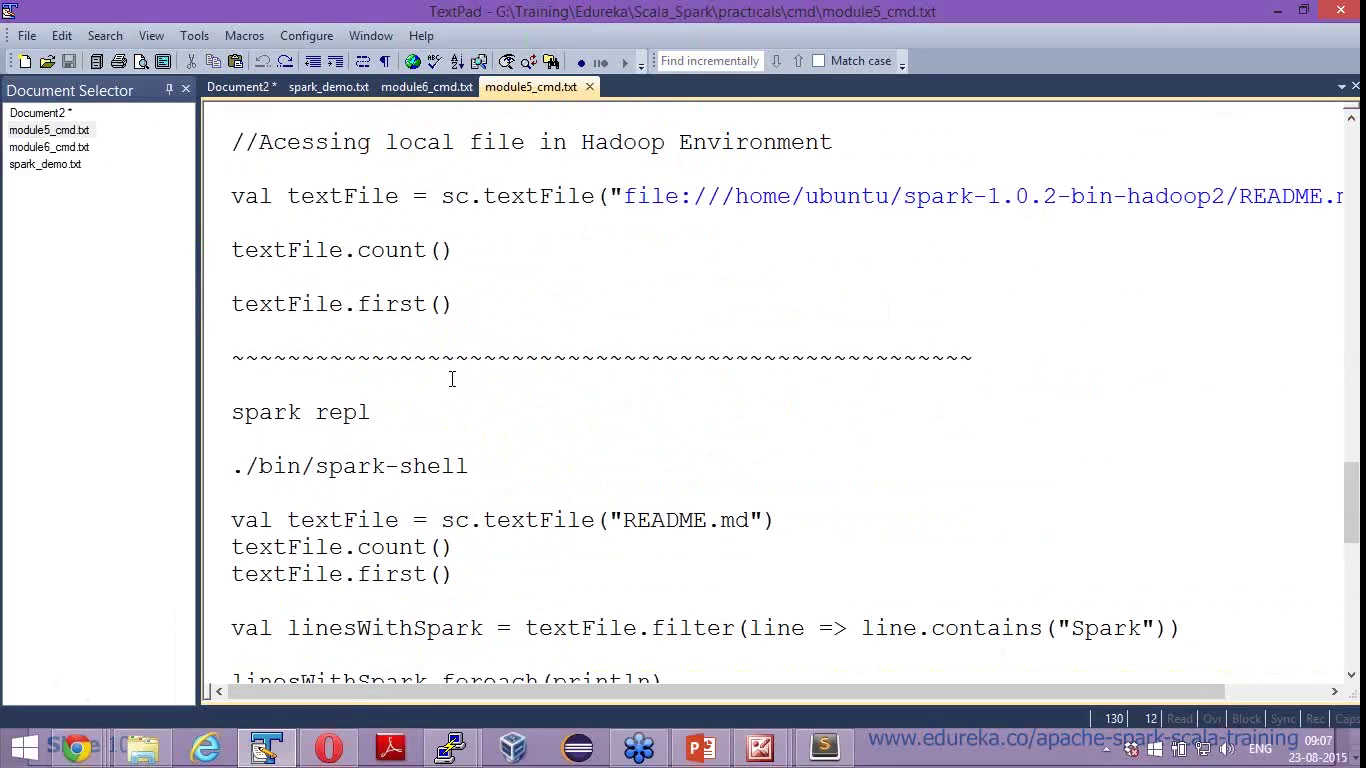 TextPad - G:\Training\Edureka\Scala_Spark\practicals\cmd\module5_cmd.txt
File Edit Search View Tools Macros Configure Window Help
Find incrementally Match case
Document Selector
Document2 *
module5_cmd.txt
module6_cmd.txt
spark_demo.txt
Document2 * spark_demo.txt module6_cmd.txt module5_cmd.txt
//Acessing local file in Hadoop Environment
val textFile = sc.textFile("file:///home/ubuntu/spark-1.0.2-bin-hadoop2/README.
textFile.count()
textFile.first()
~~~~~~~~~~~~~~~~~~~~~~~~~~~~~~~~~~~~~~~~~~~~~~~~~~~~~
spark repl
./bin/spark-shell
val textFile = sc.textFile("README.md")
textFile.count()
textFile.first()
val linesWithSpark = textFile.filter(line => line.contains("Spark"))
linesWithSpark.foreach(println)
130 12 Read Ovr Block Sync Rec Caps
www.edureka.co/apache-spark-scala-training
ENG
09:07
23-08-2015